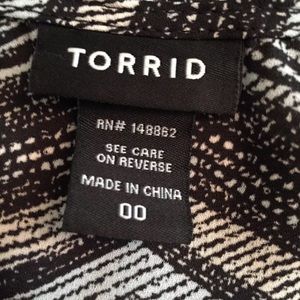 TORRID
RN# 148862
SEE CARE
ON REVERSE
MADE IN CHINA
00